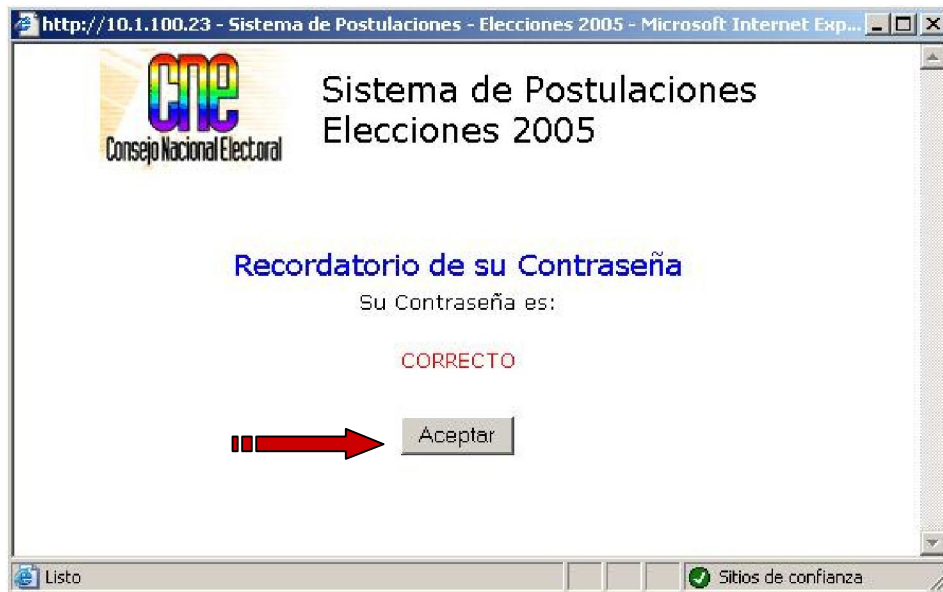 http://10.1.100.23 - Sistema de Postulaciones - Elecciones 2005 - Microsoft Internet Exp...
cne
Consejo Nacional Electoral
Sistema de Postulaciones
Elecciones 2005
Recordatorio de su Contraseña
Su Contraseña es:
CORRECTO
Aceptar
Listo
Sitios de confianza